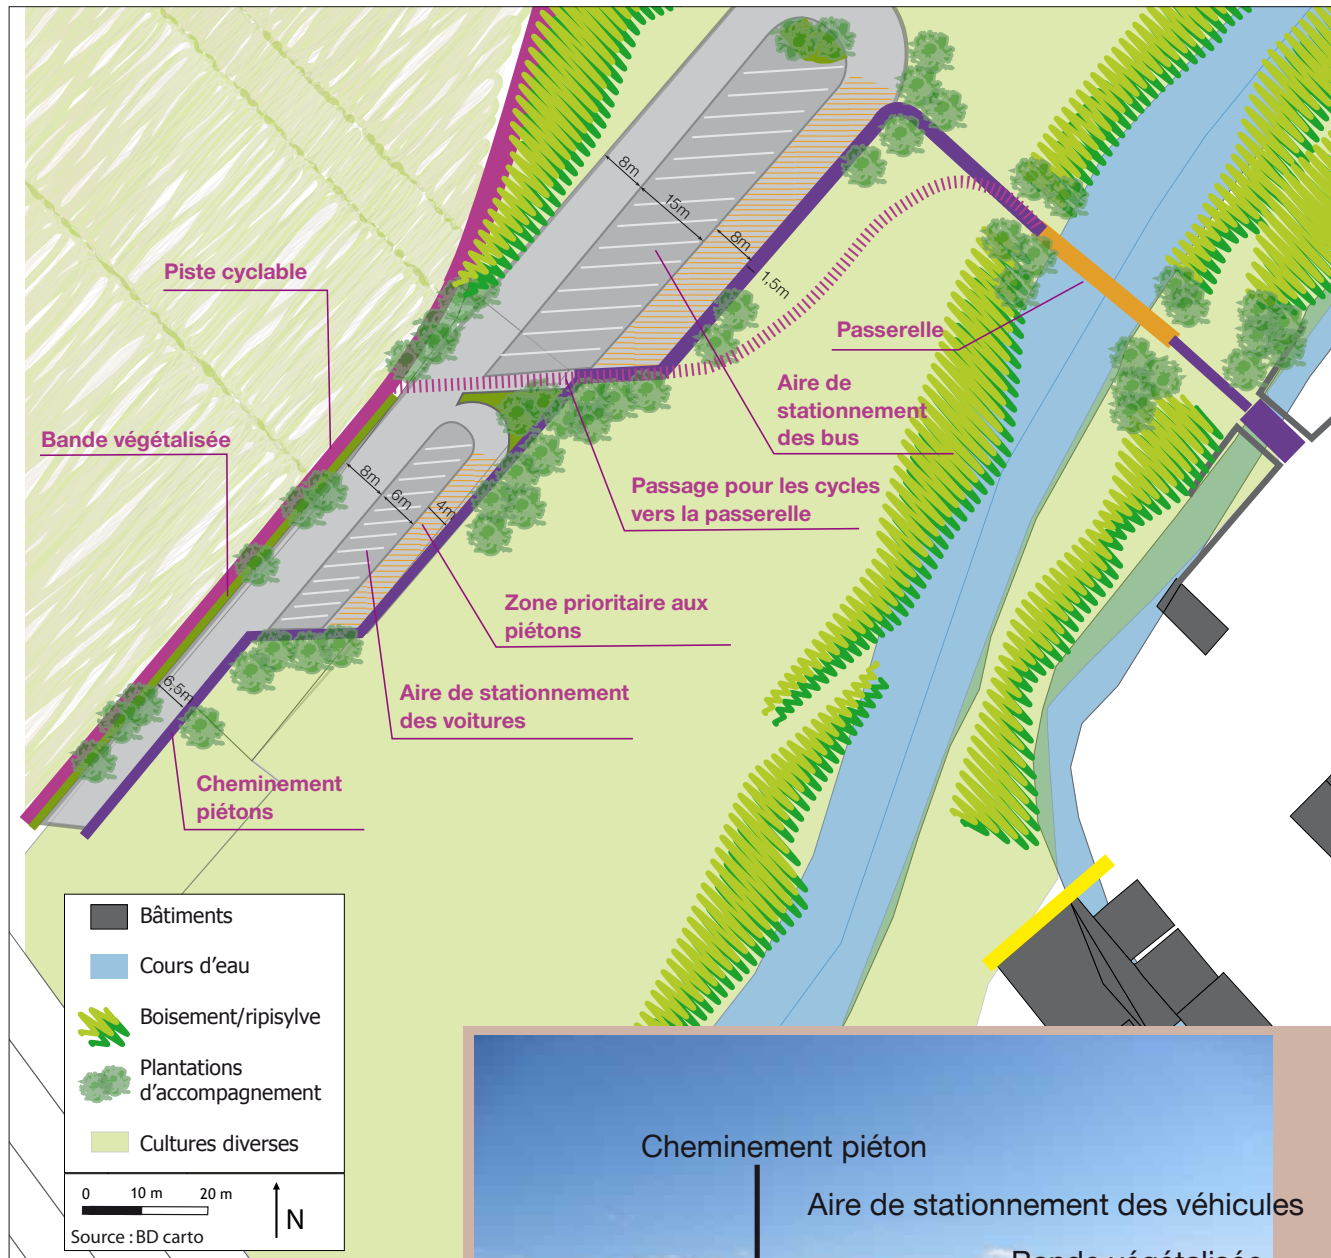 8m
15m
8m
1,5m
Piste cyclable
Passerelle
Aire de
stationnement
des bus
Bande végétalisée
8m
6m
4m
Passage pour les cycles
vers la passerelle
Zone prioritaire aux
piétons
6,5m
Aire de stationnement
des voitures
Cheminement
piétons
Bâtiments
Cours d'eau
Boisement/ripisylve
Plantations
d'accompagnement
Cultures diverses
0 10 m 20 m
N
Source : BD carto
Cheminement piéton
Aire de stationnement des véhicules
Bande végétalisée